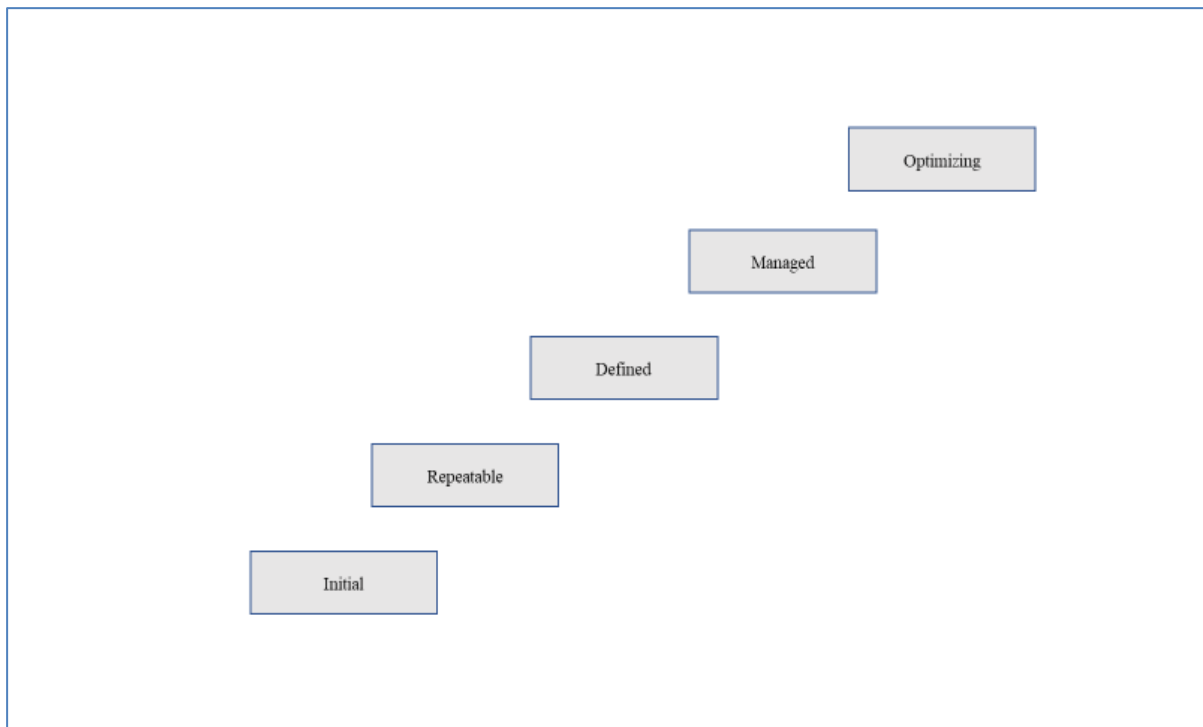 Optimizing
Managed
Defined
Repeatable
Initial